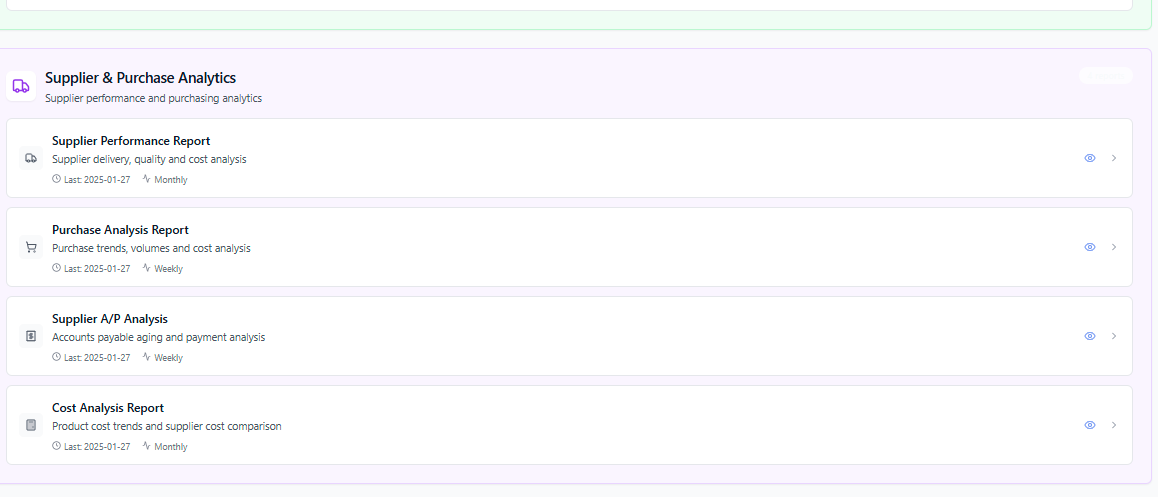 Supplier & Purchase Analytics
Supplier performance and purchasing analytics
Supplier Performance Report
Supplier delivery, quality and cost analysis
Last: 2025-01-27 Monthly
Purchase Analysis Report
Purchase trends, volumes and cost analysis
Last: 2025-01-27 Weekly
Supplier A/P Analysis
Accounts payable aging and payment analysis
Last: 2025-01-27 Weekly
Cost Analysis Report
Product cost trends and supplier cost comparison
Last: 2025-01-27 Monthly